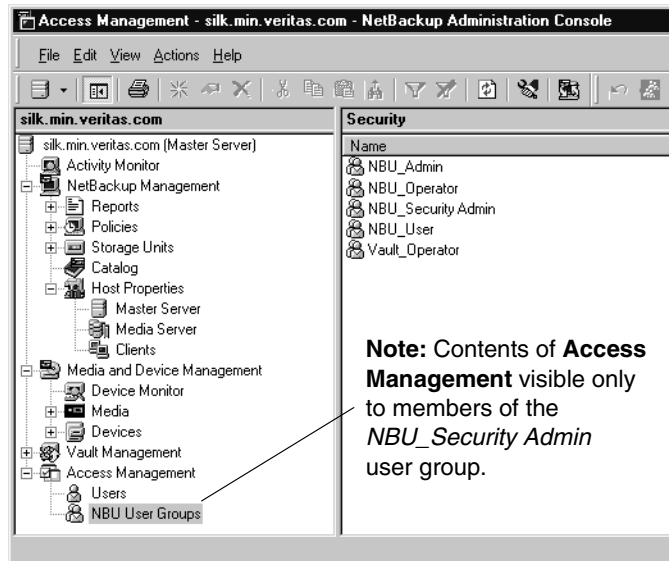 Access Management - silk.min.veritas.com - NetBackup Administration Console
File Edit View Actions Help
silk.min.veritas.com
silk.min.veritas.com (Master Server)
Activity Monitor
NetBackup Management
Reports
Policies
Storage Units
Catalog
Host Properties
Master Server
Media Server
Clients
Media and Device Management
Device Monitor
Media
Devices
Vault Management
Access Management
Users
NBU User Groups
Security
Name
NBU_Admin
NBU_Operator
NBU_Security Admin
NBU_User
Vault_Operator
Note: Contents of Access
Management visible only
to members of the
NBU_Security Admin
user group.